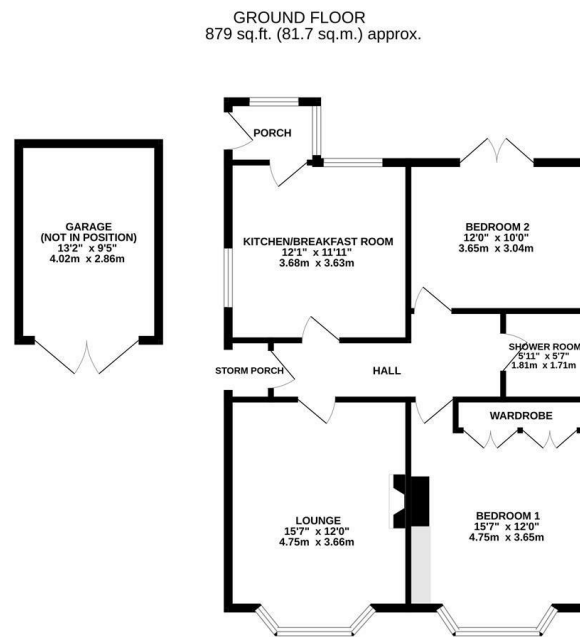 GROUND FLOOR
879 sq.ft. (81.7 sq.m.) approx.
PORCH
GARAGE
(NOT IN POSITION)
13'2" x 9'5"
4.02m x 2.86m
KITCHEN/BREAKFAST ROOM
12'1" x 11'11"
3.68m x 3.63m
BEDROOM 2
12'0" x 10'0"
3.65m x 3.04m
SHOWER ROOM
5'11" x 5'7"
1.81m x 1.71m
STORM PORCH
HALL
WARDROBE
LOUNGE
15'7" x 12'0"
4.75m x 3.66m
BEDROOM 1
15'7" x 12'0"
4.75m x 3.65m